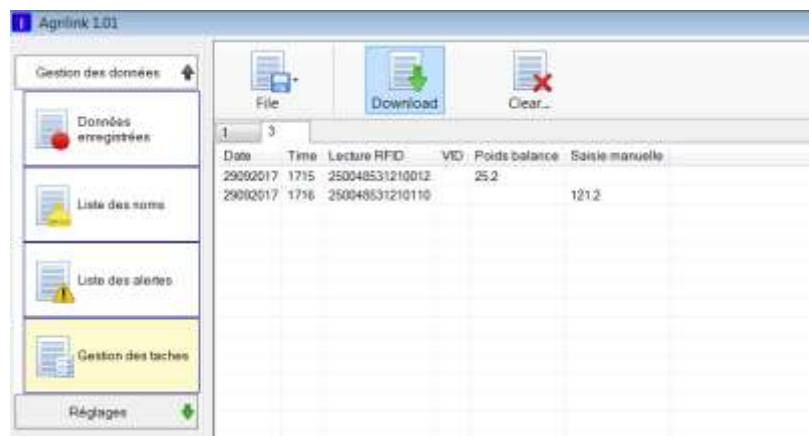 Agrilink 1.01
Gestion des données
Données
enregistrées
Liste des noms
Liste des alertes
Gestion des taches
Réglages
File
Download
Clear...
1 3
Date Time Lecture RFID VID Poids balance Saisie manuelle
29092017 1715 250048531210012 25.2
29092017 1716 250048531210110 121.2